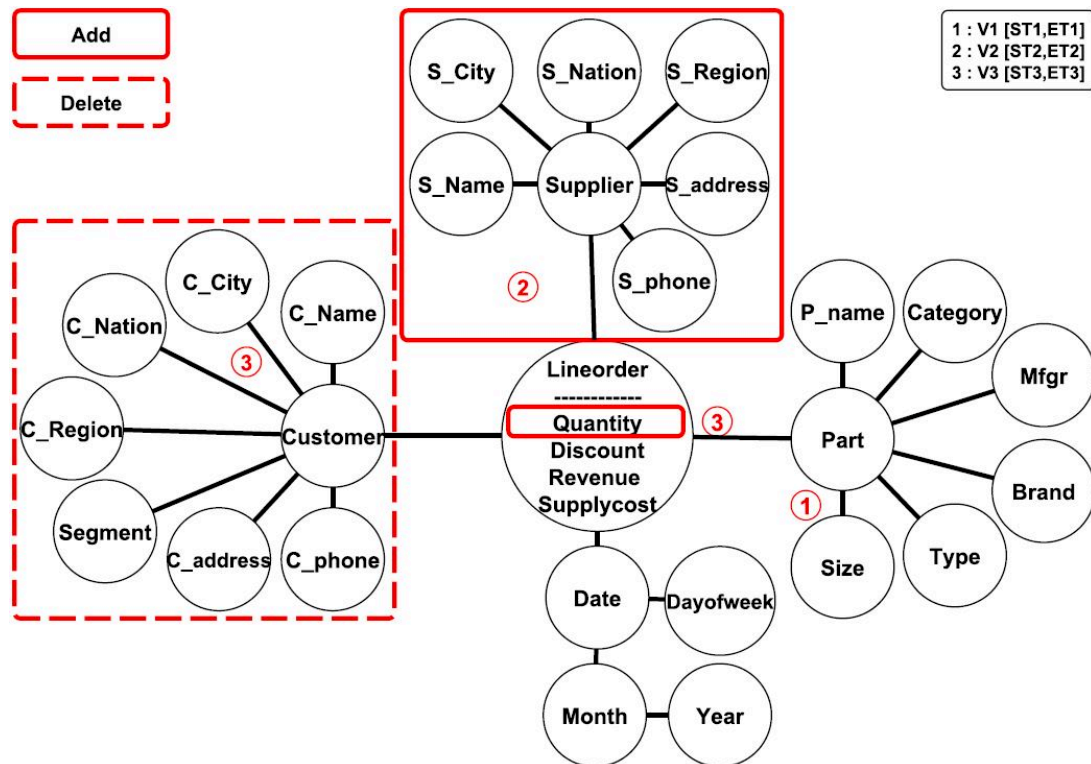 Add
Delete
1 : V1 [ST1,ET1]
2 : V2 [ST2,ET2]
3 : V3 [ST3,ET3]
S_City
S_Nation
S_Region
S_Name
Supplier
S_address
S_phone
2
C_City
C_Name
C_Nation
3
C_Region
Customer
Segment
C_address
C_phone
Lineorder
------------
Quantity
Discount
Revenue
Supplycost
3
P_name
Category
Mfgr
Part
Brand
1
Size
Type
Date
Dayofweek
Month
Year